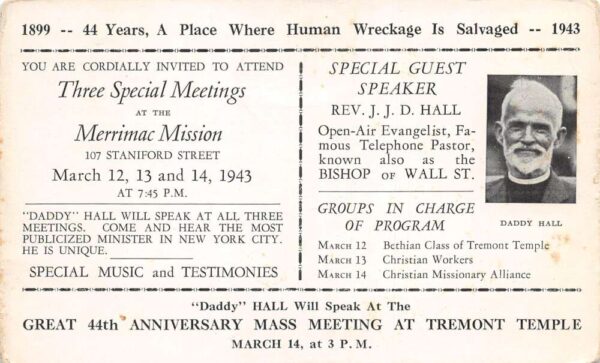 1899 -- 44 Years, A Place Where Human Wreckage Is Salvaged -- 1943
YOU ARE CORDIALLY INVITED TO ATTEND
Three Special Meetings
AT THE
Merrimac Mission
107 STANIFORD STREET
March 12, 13 and 14, 1943
AT 7:45 P.M.
"DADDY" HALL WILL SPEAK AT ALL THREE
MEETINGS. COME AND HEAR THE MOST
PUBLICIZED MINISTER IN NEW YORK CITY.
HE IS UNIQUE.
SPECIAL MUSIC and TESTIMONIES
SPECIAL GUEST
SPEAKER
REV. J. J. D. HALL
Open-Air Evangelist, Fa-
mous Telephone Pastor,
known also as the
BISHOP OF WALL ST.
GROUPS IN CHARGE
OF PROGRAM
MARCH 12 Bethian Class of Tremont Temple
MARCH 13 Christian Workers
MARCH 14 Christian Missionary Alliance
DADDY HALL
"Daddy" HALL Will Speak At The
GREAT 44th ANNIVERSARY MASS MEETING AT TREMONT TEMPLE
MARCH 14, at 3 P. M.